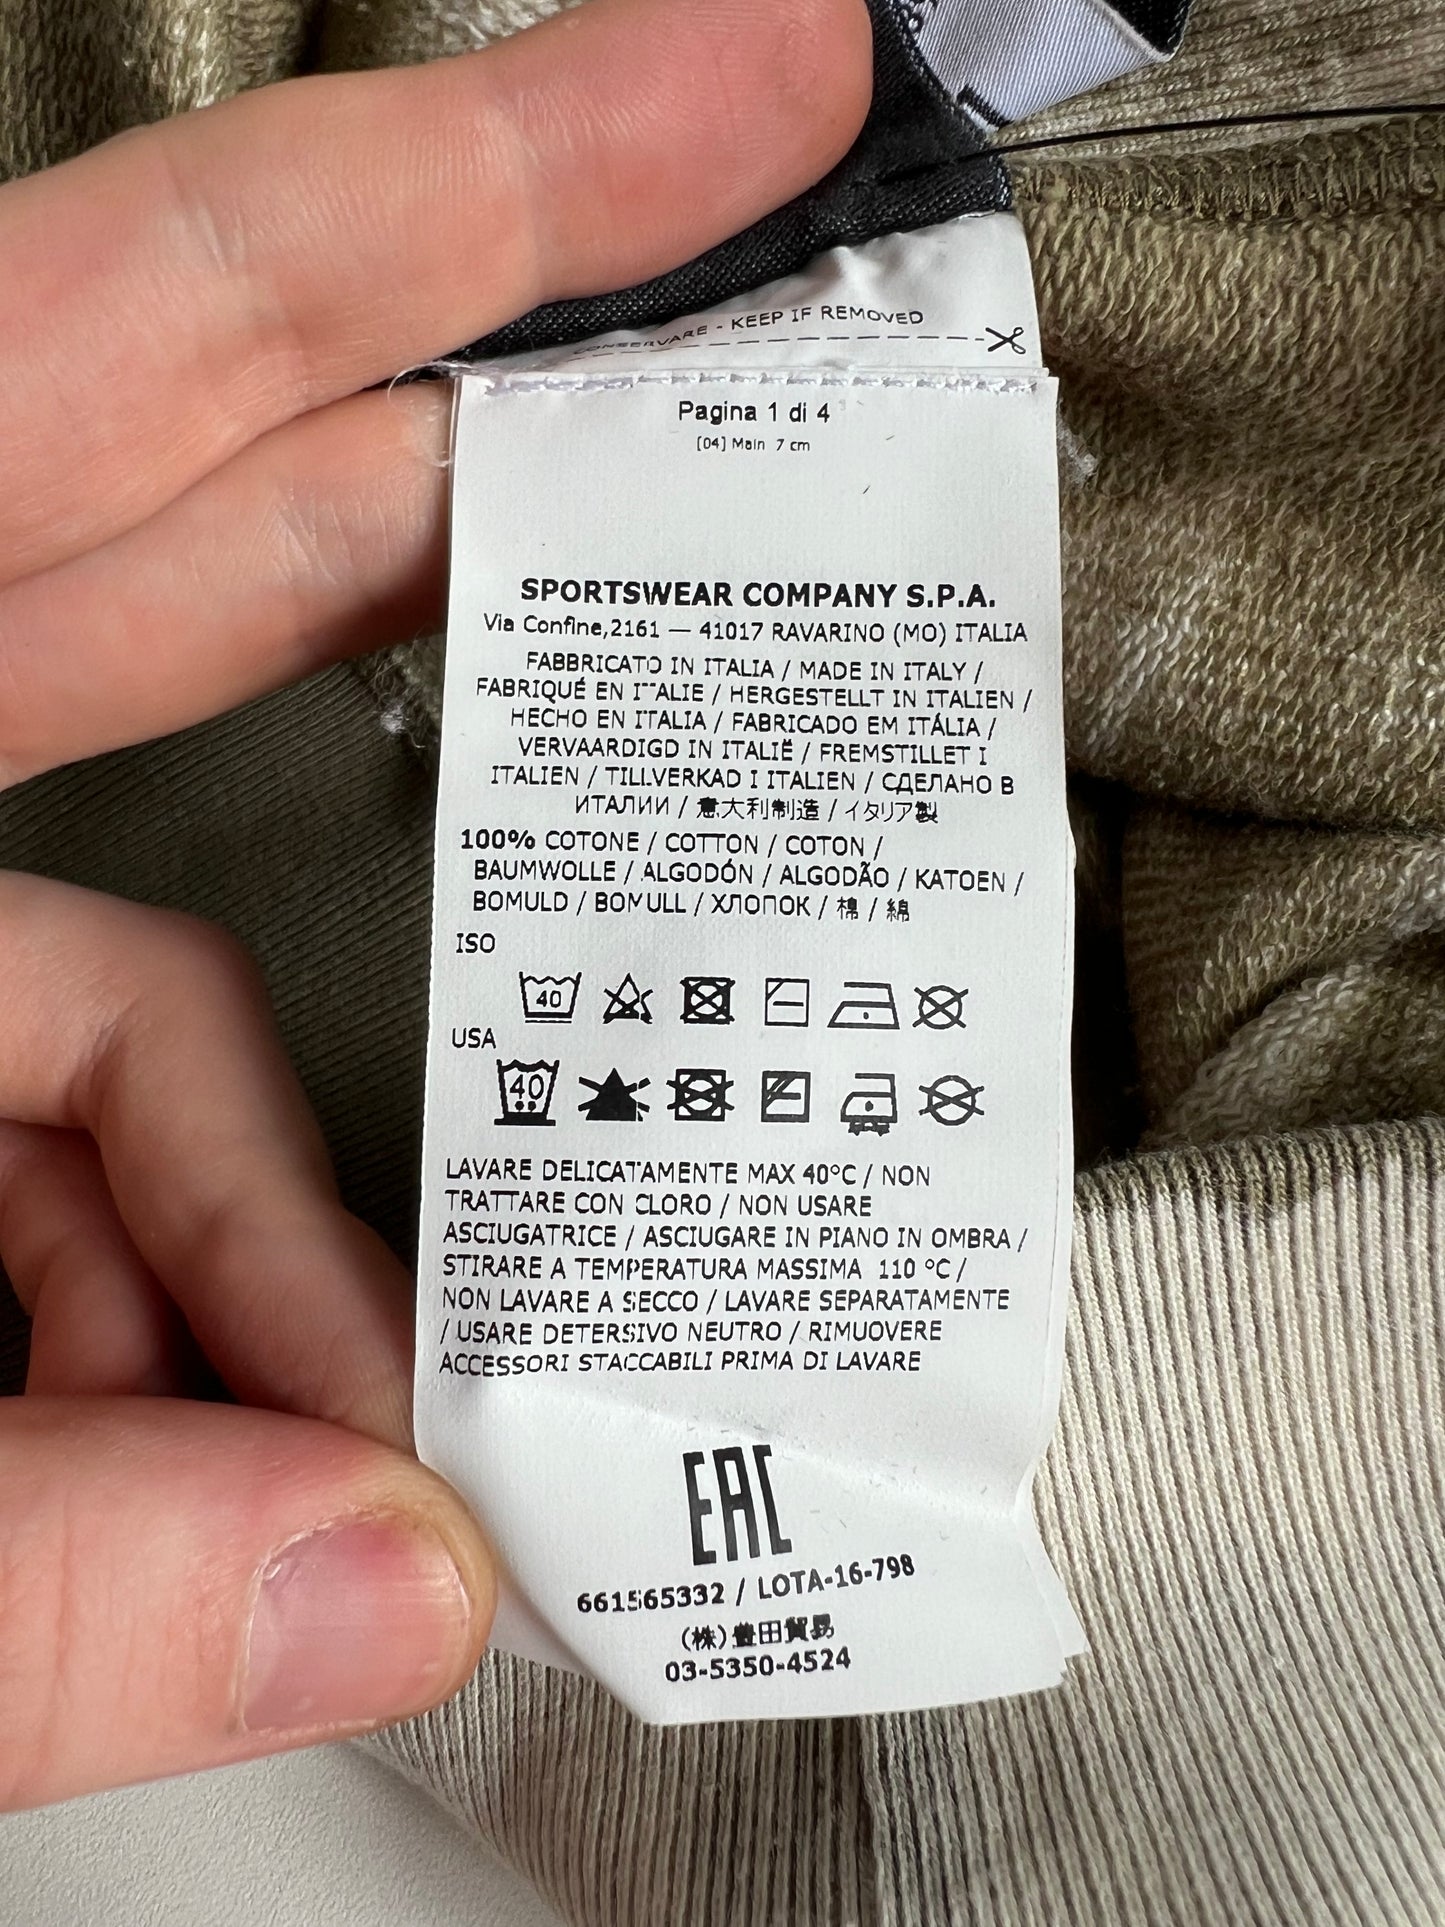 CONSERVARE - KEEP IF REMOVED
Pagina 1 di 4
[04] Main 7 cm
SPORTSWEAR COMPANY S.P.A.
Via Confine,2161 — 41017 RAVARINO (MO) ITALIA
FABBRICATO IN ITALIA / MADE IN ITALY /
FABRIQUÉ EN ITALIE / HERGESTELLT IN ITALIEN /
HECHO EN ITALIA / FABRICADO EM ITÁLIA /
VERVAARDIGD IN ITALIË / FREMSTILLET I
ITALIEN / TILLVERKAD I ITALIEN / СДЕЛАНО В
ИТАЛИИ / 意大利制造 / イタリア製
100% COTONE / COTTON / COTON /
BAUMWOLLE / ALGODÓN / ALGODÃO / KATOEN /
BOMULD / BOMULL / ХЛОПОК / 棉 / 綿
ISO
40
USA
40
LAVARE DELICATAMENTE MAX 40°C / NON
TRATTARE CON CLORO / NON USARE
ASCIUGATRICE / ASCIUGARE IN PIANO IN OMBRA /
STIRARE A TEMPERATURA MASSIMA 110 °C /
NON LAVARE A SECCO / LAVARE SEPARATAMENTE
/ USARE DETERSIVO NEUTRO / RIMUOVERE
ACCESSORI STACCABILI PRIMA DI LAVARE
EAC
661565332 / LOTA-16-798
(株)豊田貿易
03-5350-4524